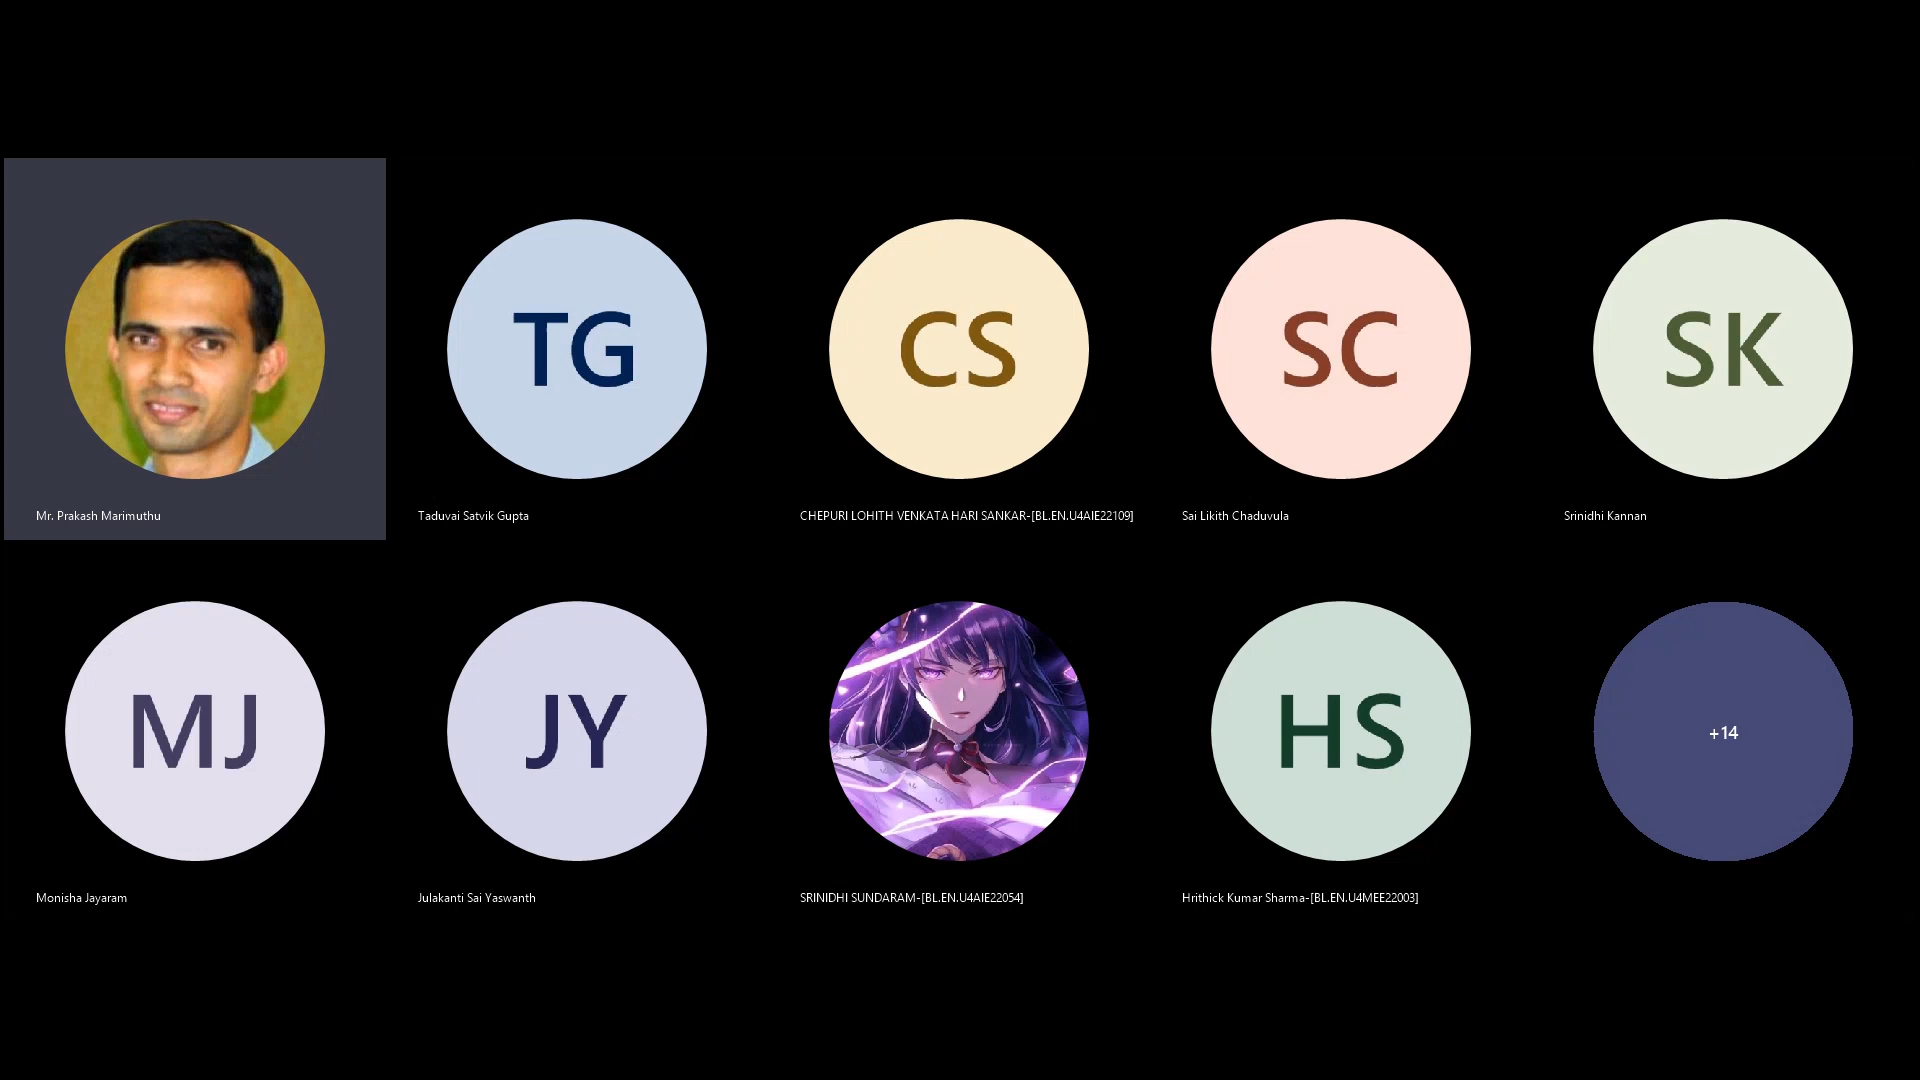 TG
CS
SC
SK
Mr. Prakash Marimuthu
Taduvai Satvik Gupta
CHEPURI LOHITH VENKATA HARI SANKAR-[BL.EN.U4AIE22109]
Sai Likith Chaduvula
Srinidhi Kannan
MJ
JY
HS
+14
Monisha Jayaram
Julakanti Sai Yaswanth
SRINIDHI SUNDARAM-[BL.EN.U4AIE22054]
Hrithick Kumar Sharma-[BL.EN.U4MEE22003]